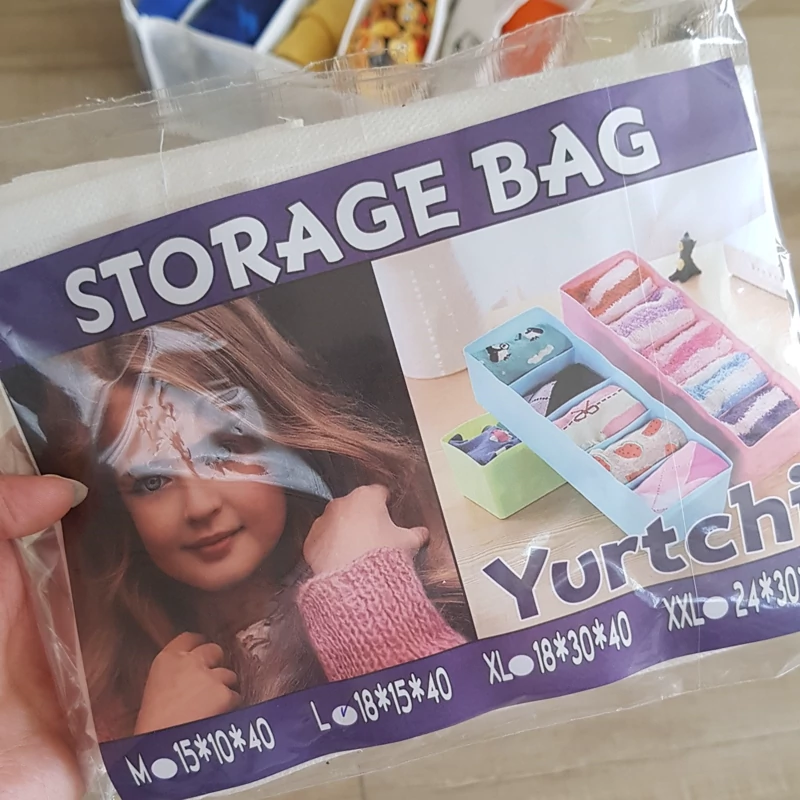 STORAGE BAG
Yurtchi
M 15*10*40
L 18*15*40
XL 18*30*40
XXL 24*30